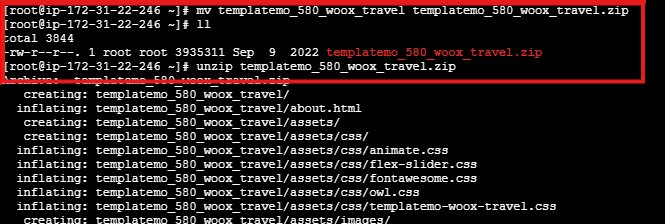 [root@ip-172-31-22-246 ~]# mv templatemo_580_woox_travel templatemo_580_woox_travel.zip
[root@ip-172-31-22-246 ~]# ll
total 3844
-rw-r--r--. 1 root root 3935311 Sep  9  2022 templatemo_580_woox_travel.zip
[root@ip-172-31-22-246 ~]# unzip templatemo_580_woox_travel.zip
Archive:  templatemo_580_woox_travel.zip
   creating: templatemo_580_woox_travel/
  inflating: templatemo_580_woox_travel/about.html
   creating: templatemo_580_woox_travel/assets/
   creating: templatemo_580_woox_travel/assets/css/
  inflating: templatemo_580_woox_travel/assets/css/animate.css
  inflating: templatemo_580_woox_travel/assets/css/flex-slider.css
  inflating: templatemo_580_woox_travel/assets/css/fontawesome.css
  inflating: templatemo_580_woox_travel/assets/css/owl.css
  inflating: templatemo_580_woox_travel/assets/css/templatemo-woox-travel.css
   creating: templatemo_580_woox_travel/assets/images/